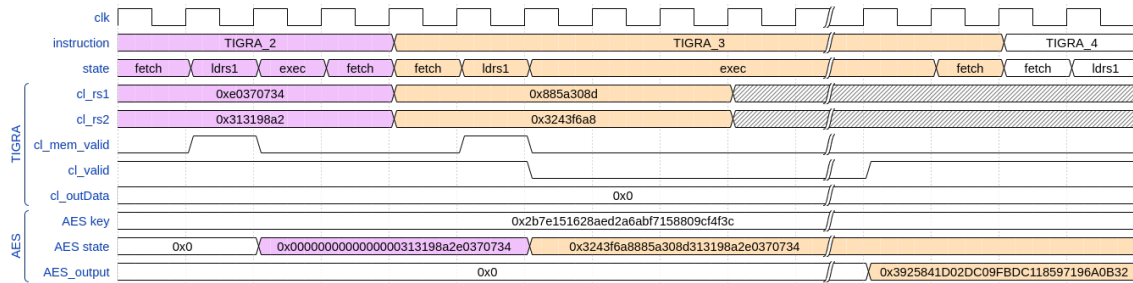 clk
instruction TIGRA_2 TIGRA_3 TIGRA_4
state fetch ldrs1 exec fetch fetch ldrs1 exec fetch fetch ldrs1
TIGRA
cl_rs1 0xe0370734 0x885a308d
cl_rs2 0x313198a2 0x3243f6a8
cl_mem_valid
cl_valid
cl_outData 0x0
AES
AES key 0x2b7e151628aed2a6abf7158809cf4f3c
AES state 0x0 0x0000000000000000313198a2e0370734 0x3243f6a8885a308d313198a2e0370734
AES_output 0x0 0x3925841D02DC09FBDC118597196A0B32